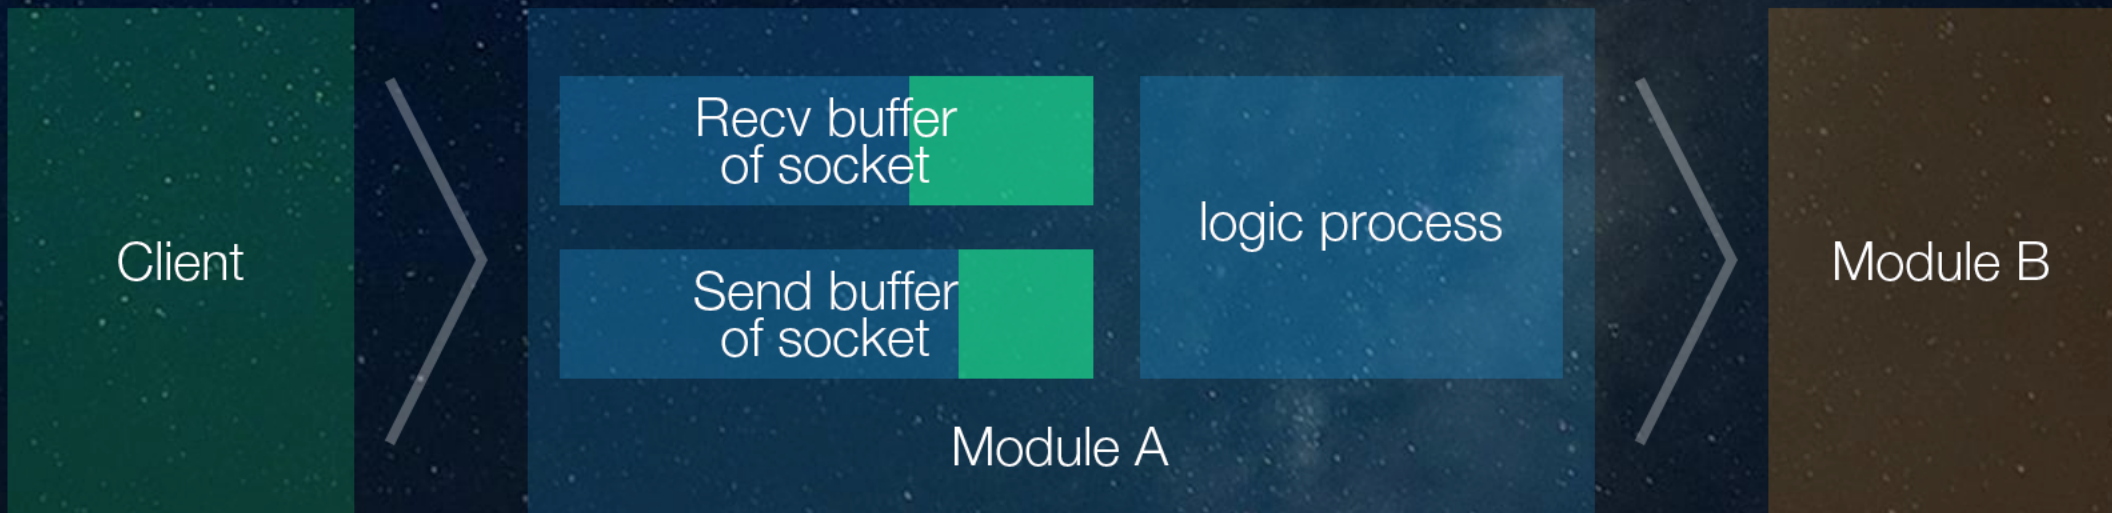 Client
Recv buffer
of socket
Send buffer
of socket
logic process
Module A
Module B